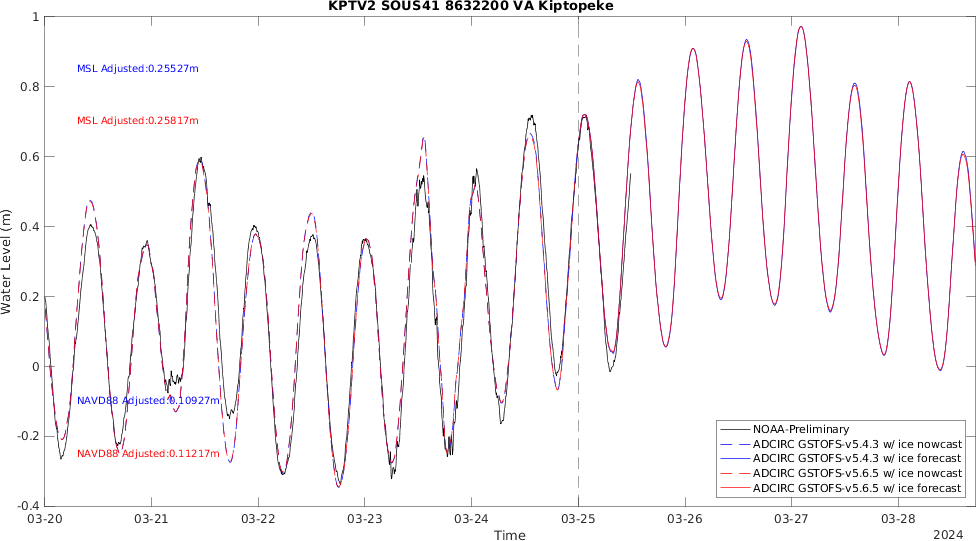 KPTV2 SOUS41 8632200 VA Kiptopeke
1
MSL Adjusted:0.25527m
0.8
MSL Adjusted:0.25817m
0.6
0.4
Water Level (m)
0.2
0
NAVD88 Adjusted:0.10927m
-0.2
NAVD88 Adjusted:0.11217m
NOAA-Preliminary
ADCIRC GSTOFS-v5.4.3 w/ ice nowcast
ADCIRC GSTOFS-v5.4.3 w/ ice forecast
ADCIRC GSTOFS-v5.6.5 w/ ice nowcast
ADCIRC GSTOFS-v5.6.5 w/ ice forecast
-0.4
03-20 03-21 03-22 03-23 03-24 03-25 03-26 03-27 03-28
Time
2024